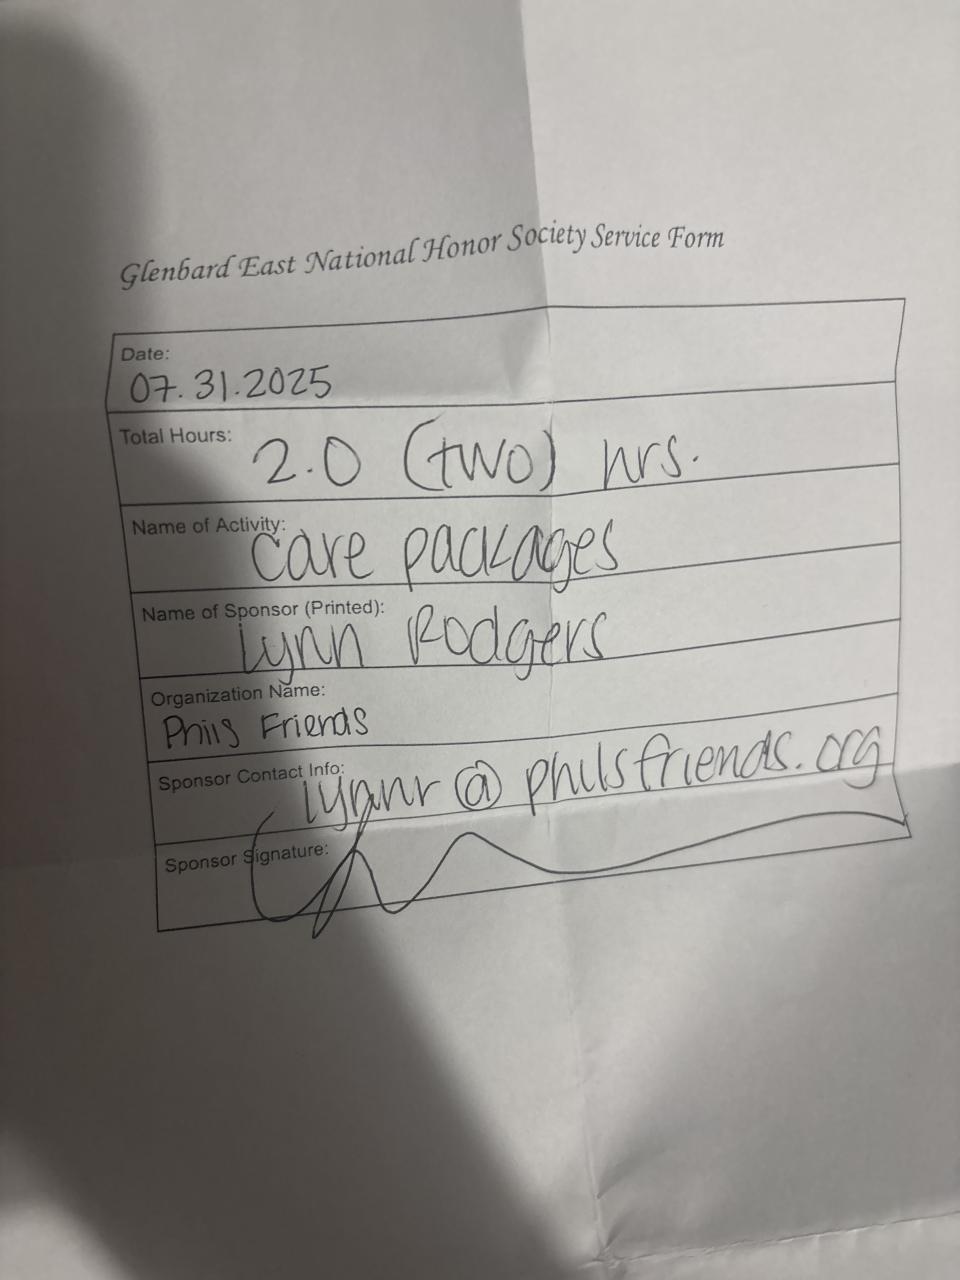 Glenbard East National Honor Society Service Form
Date:
07.31.2025
Total Hours: 2.0 (two) hrs.
Name of Activity: Care packages
Name of Sponsor (Printed): Lynn Rodgers
Organization Name:
Phils Friends
Sponsor Contact Info: lynnr@philsfriends.org
Sponsor Signature: